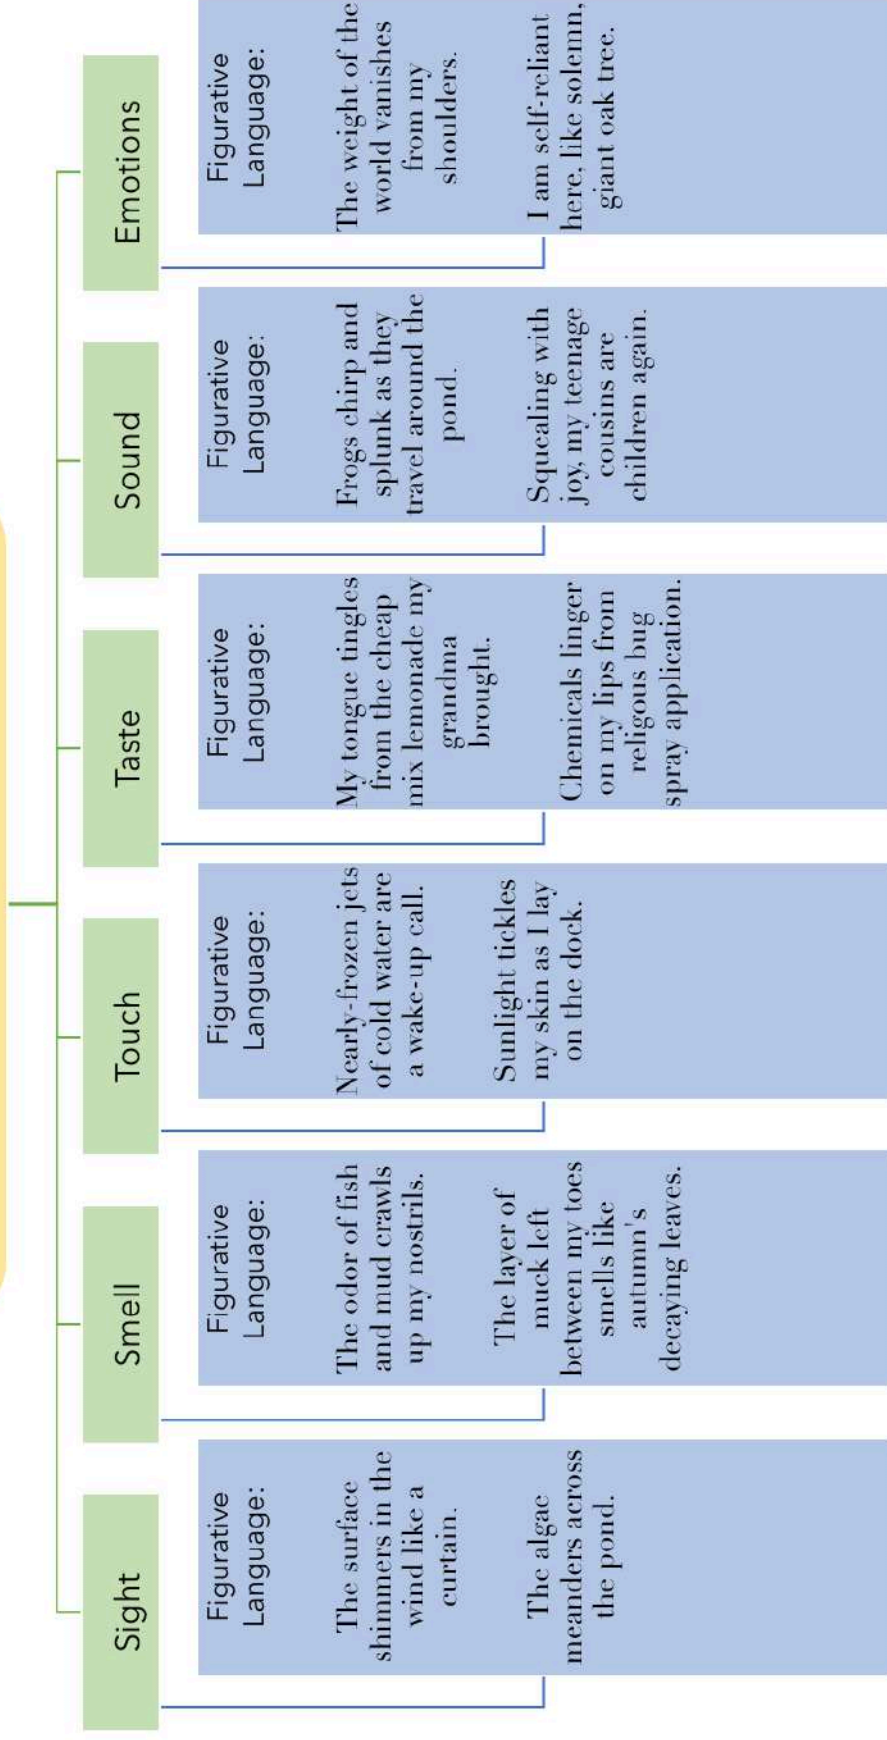 Sight
Figurative
Language:
The surface
shimmers in the
wind like a
curtain.
The algae
meanders across
the pond.
Smell
Figurative
Language:
The odor of fish
and mud crawls
up my nostrils.
The layer of
muck left
between my toes
smells like
autumn's
decaying leaves.
Touch
Figurative
Language:
Nearly-frozen jets
of cold water are
a wake-up call.
Sunlight tickles
my skin as I lay
on the dock.
Taste
Figurative
Language:
My tongue tingles
from the cheap
mix lemonade my
grandma
brought.
Chemicals linger
on my lips from
religous bug
spray application.
Sound
Figurative
Language:
Frogs chirp and
splunk as they
travel around the
pond.
Squealing with
joy, my teenage
cousins are
children again.
Emotions
Figurative
Language:
The weight of the
world vanishes
from my
shoulders.
I am self-reliant
here, like solemn,
giant oak tree.